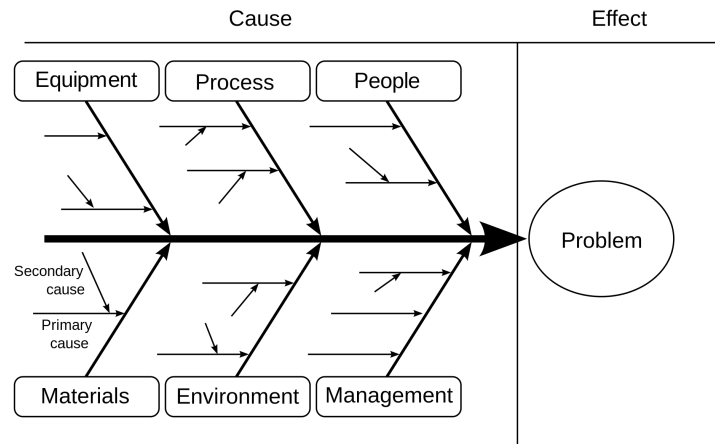 Cause
Effect
Equipment
Process
People
Problem
Secondary
cause
Primary
cause
Materials
Environment
Management